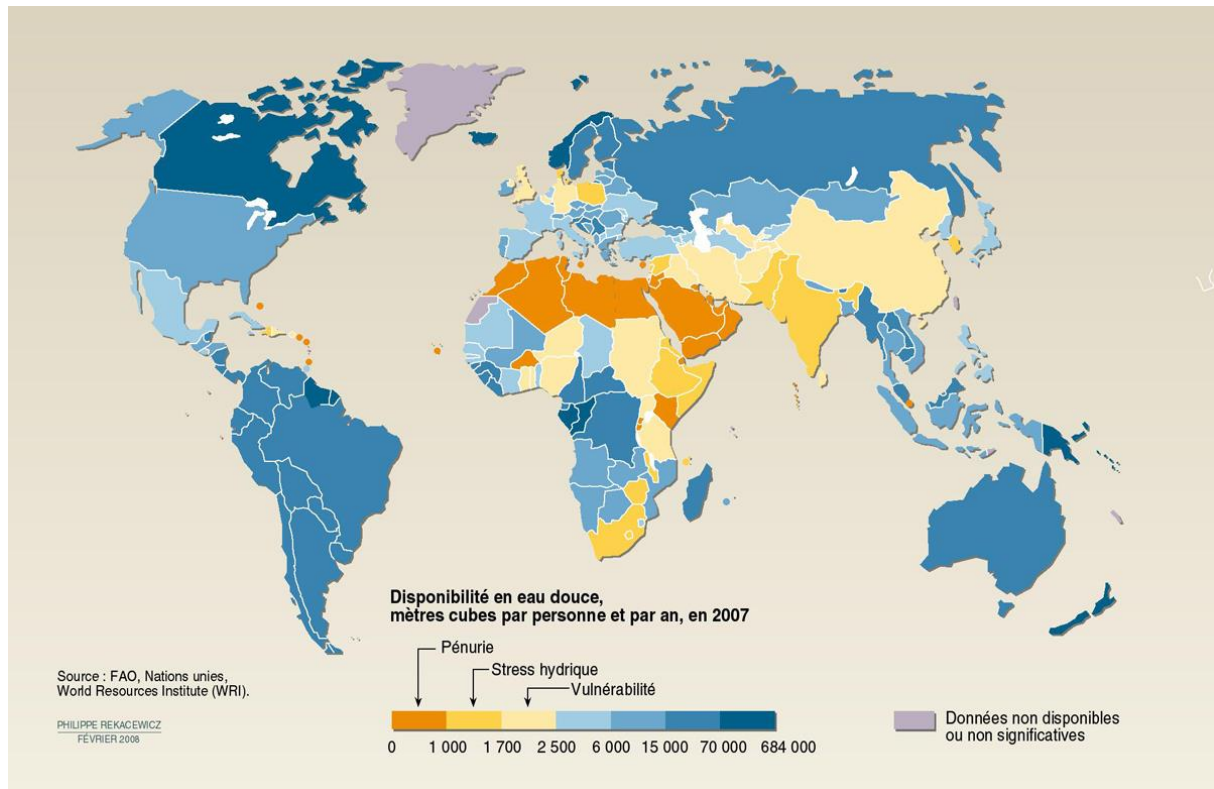 Disponibilité en eau douce,
mètres cubes par personne et par an, en 2007
Pénurie
Stress hydrique
Vulnérabilité
0 1 000 1 700 2 500 6 000 15 000 70 000 684 000
Données non disponibles
ou non significatives
Source : FAO, Nations unies,
World Resources Institute (WRI).
PHILIPPE REKACEWICZ
FÉVRIER 2008